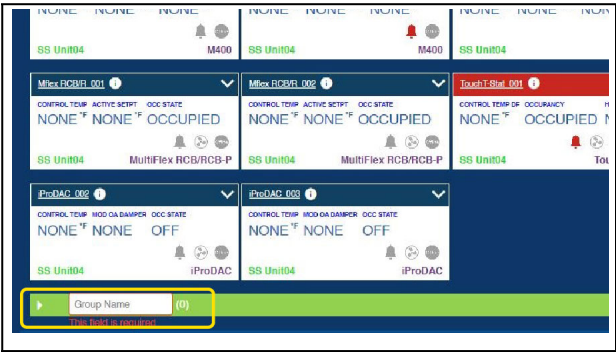 NONE NONE NONE NONE NONE NONE NONE
SS Unit04 M400 SS Unit04 M400 SS Unit04
Mflex RCB/R_001 Mflex RCB/R_002 TouchT-Stat_001
CONTROL TEMP ACTIVE SETPT OCC STATE CONTROL TEMP ACTIVE SETPT OCC STATE CONTROL TEMP DF OCCUPANCY
NONE °F NONE °F OCCUPIED NONE °F NONE °F OCCUPIED NONE °F OCCUPIED
SS Unit04 MultiFlex RCB/RCB-P SS Unit04 MultiFlex RCB/RCB-P SS Unit04 Tou
iProDAC_002 iProDAC_003
CONTROL TEMP MOD OA DAMPER OCC STATE CONTROL TEMP MOD OA DAMPER OCC STATE
NONE °F NONE OFF NONE °F NONE OFF
SS Unit04 iProDAC SS Unit04 iProDAC
Group Name (0)
This field is required